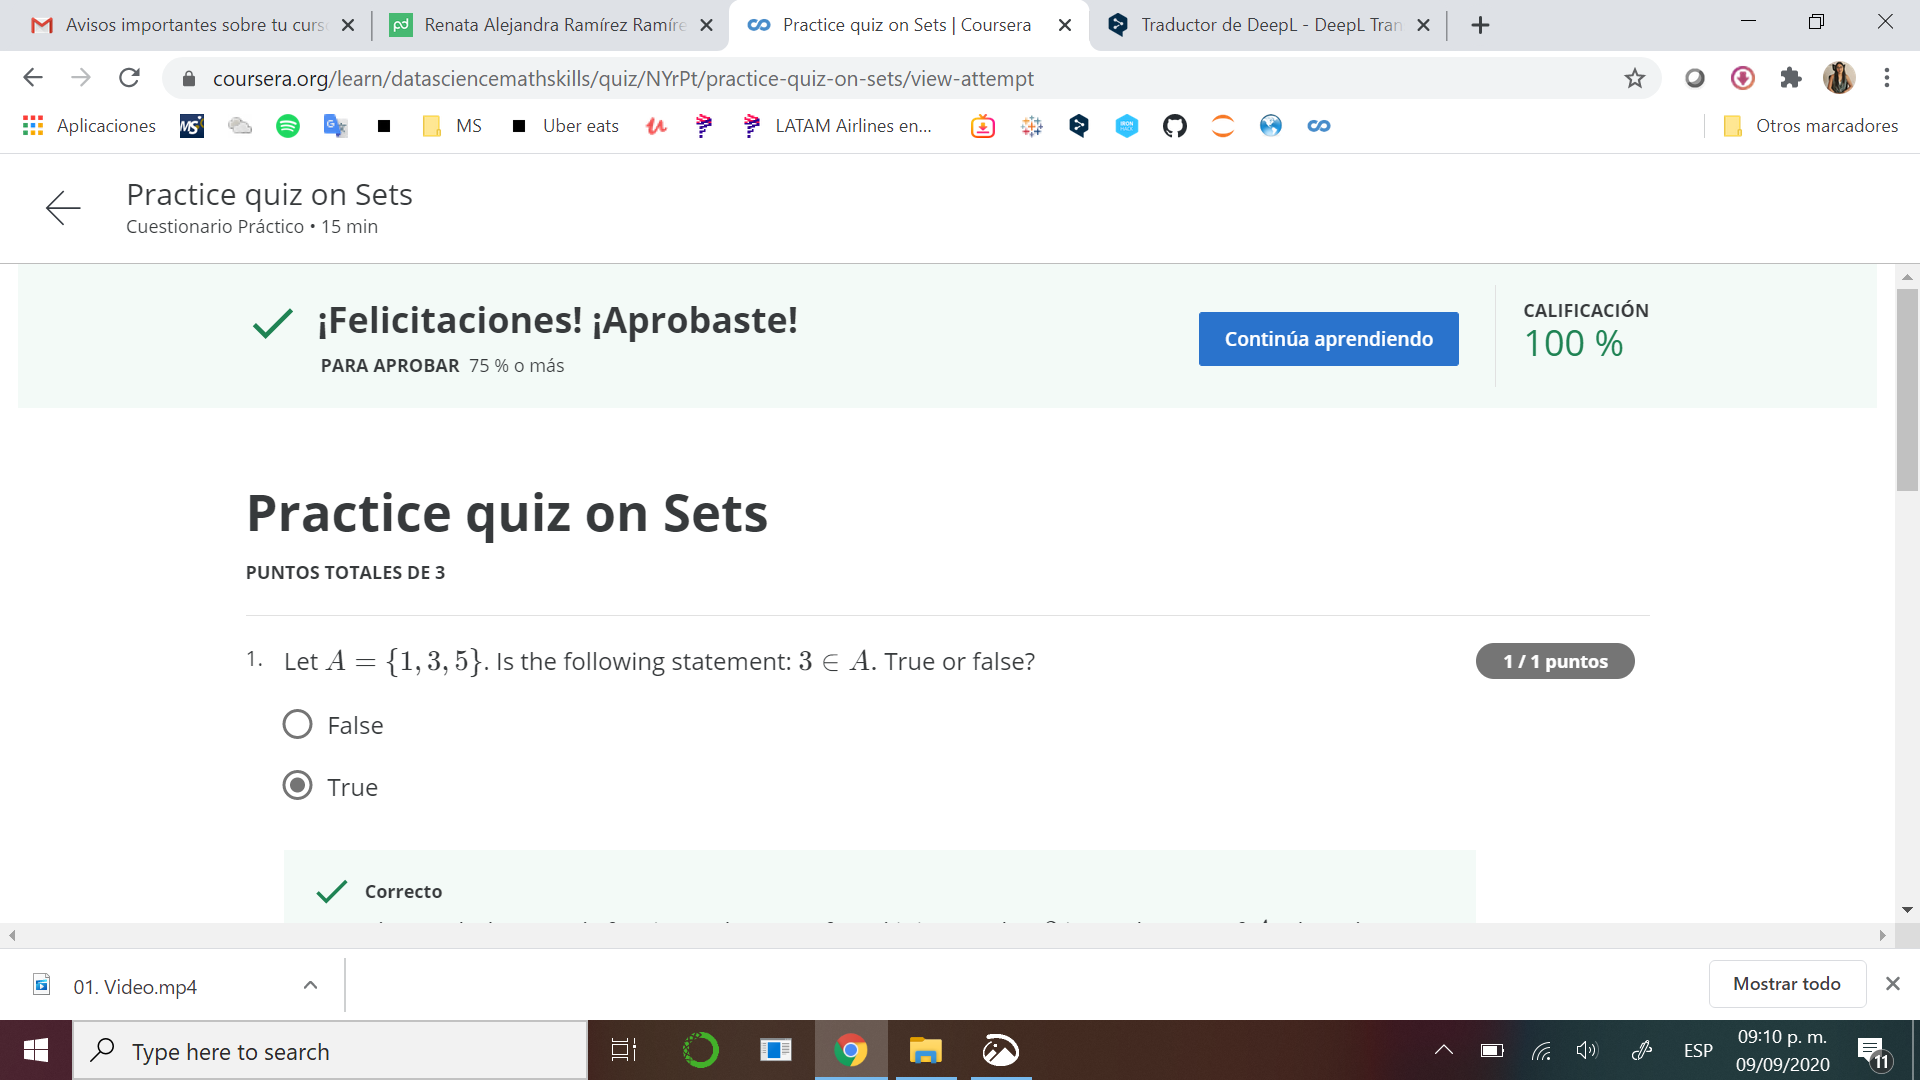 Avisos importantes sobre tu curs
Renata Alejandra Ramírez Ramíre
Practice quiz on Sets | Coursera
Traductor de DeepL - DeepL Tran
coursera.org/learn/datasciencemathskills/quiz/NYrPt/practice-quiz-on-sets/view-attempt
Aplicaciones
MS
Uber eats
LATAM Airlines en...
Otros marcadores
Practice quiz on Sets
Cuestionario Práctico • 15 min
¡Felicitaciones! ¡Aprobaste!
PARA APROBAR 75 % o más
Continúa aprendiendo
CALIFICACIÓN
100 %
Practice quiz on Sets
PUNTOS TOTALES DE 3
1. Let A = {1, 3, 5}. Is the following statement: 3 ∈ A. True or false?
1 / 1 puntos
False
True
Correcto
01. Video.mp4
Mostrar todo
Type here to search
ESP
09:10 p. m.
09/09/2020
11